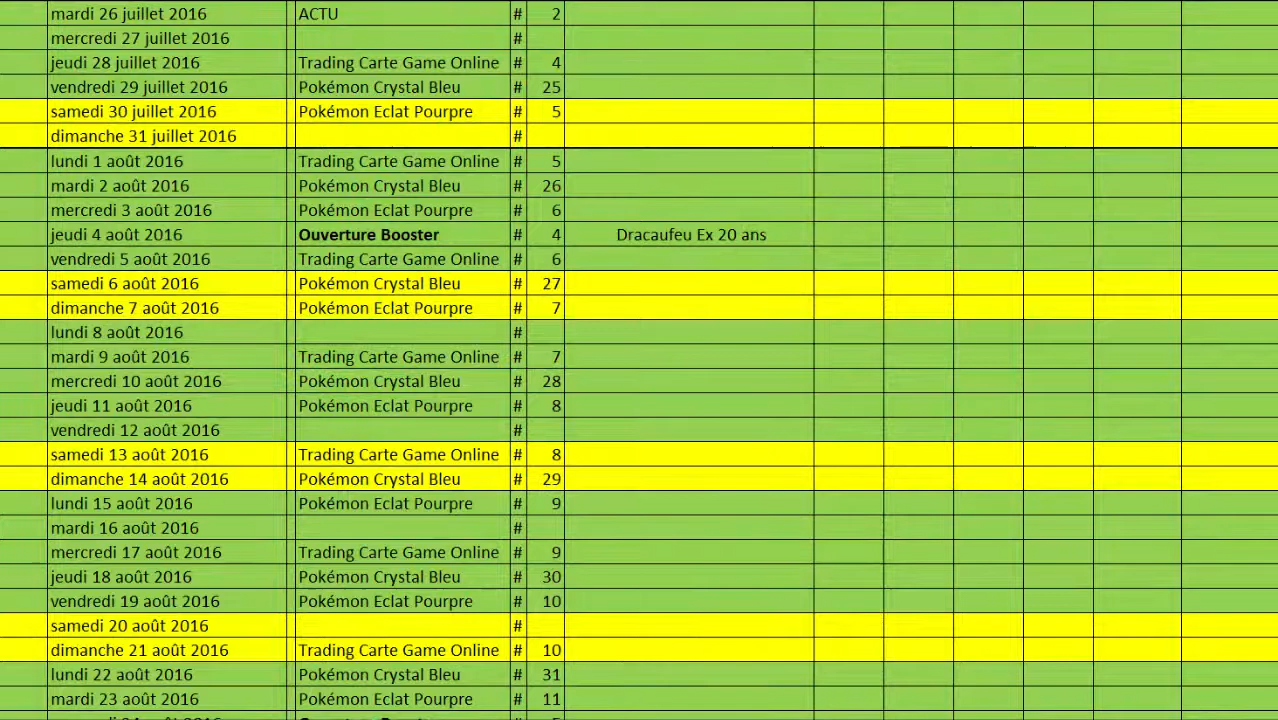 mardi 26 juillet 2016 ACTU # 2
mercredi 27 juillet 2016 #
jeudi 28 juillet 2016 Trading Carte Game Online # 4
vendredi 29 juillet 2016 Pokémon Crystal Bleu # 25
samedi 30 juillet 2016 Pokémon Eclat Pourpre # 5
dimanche 31 juillet 2016 #
lundi 1 août 2016 Trading Carte Game Online # 5
mardi 2 août 2016 Pokémon Crystal Bleu # 26
mercredi 3 août 2016 Pokémon Eclat Pourpre # 6
jeudi 4 août 2016 Ouverture Booster # 4 Dracaufeu Ex 20 ans
vendredi 5 août 2016 Trading Carte Game Online # 6
samedi 6 août 2016 Pokémon Crystal Bleu # 27
dimanche 7 août 2016 Pokémon Eclat Pourpre # 7
lundi 8 août 2016 #
mardi 9 août 2016 Trading Carte Game Online # 7
mercredi 10 août 2016 Pokémon Crystal Bleu # 28
jeudi 11 août 2016 Pokémon Eclat Pourpre # 8
vendredi 12 août 2016 #
samedi 13 août 2016 Trading Carte Game Online # 8
dimanche 14 août 2016 Pokémon Crystal Bleu # 29
lundi 15 août 2016 Pokémon Eclat Pourpre # 9
mardi 16 août 2016 #
mercredi 17 août 2016 Trading Carte Game Online # 9
jeudi 18 août 2016 Pokémon Crystal Bleu # 30
vendredi 19 août 2016 Pokémon Eclat Pourpre # 10
samedi 20 août 2016 #
dimanche 21 août 2016 Trading Carte Game Online # 10
lundi 22 août 2016 Pokémon Crystal Bleu # 31
mardi 23 août 2016 Pokémon Eclat Pourpre # 11